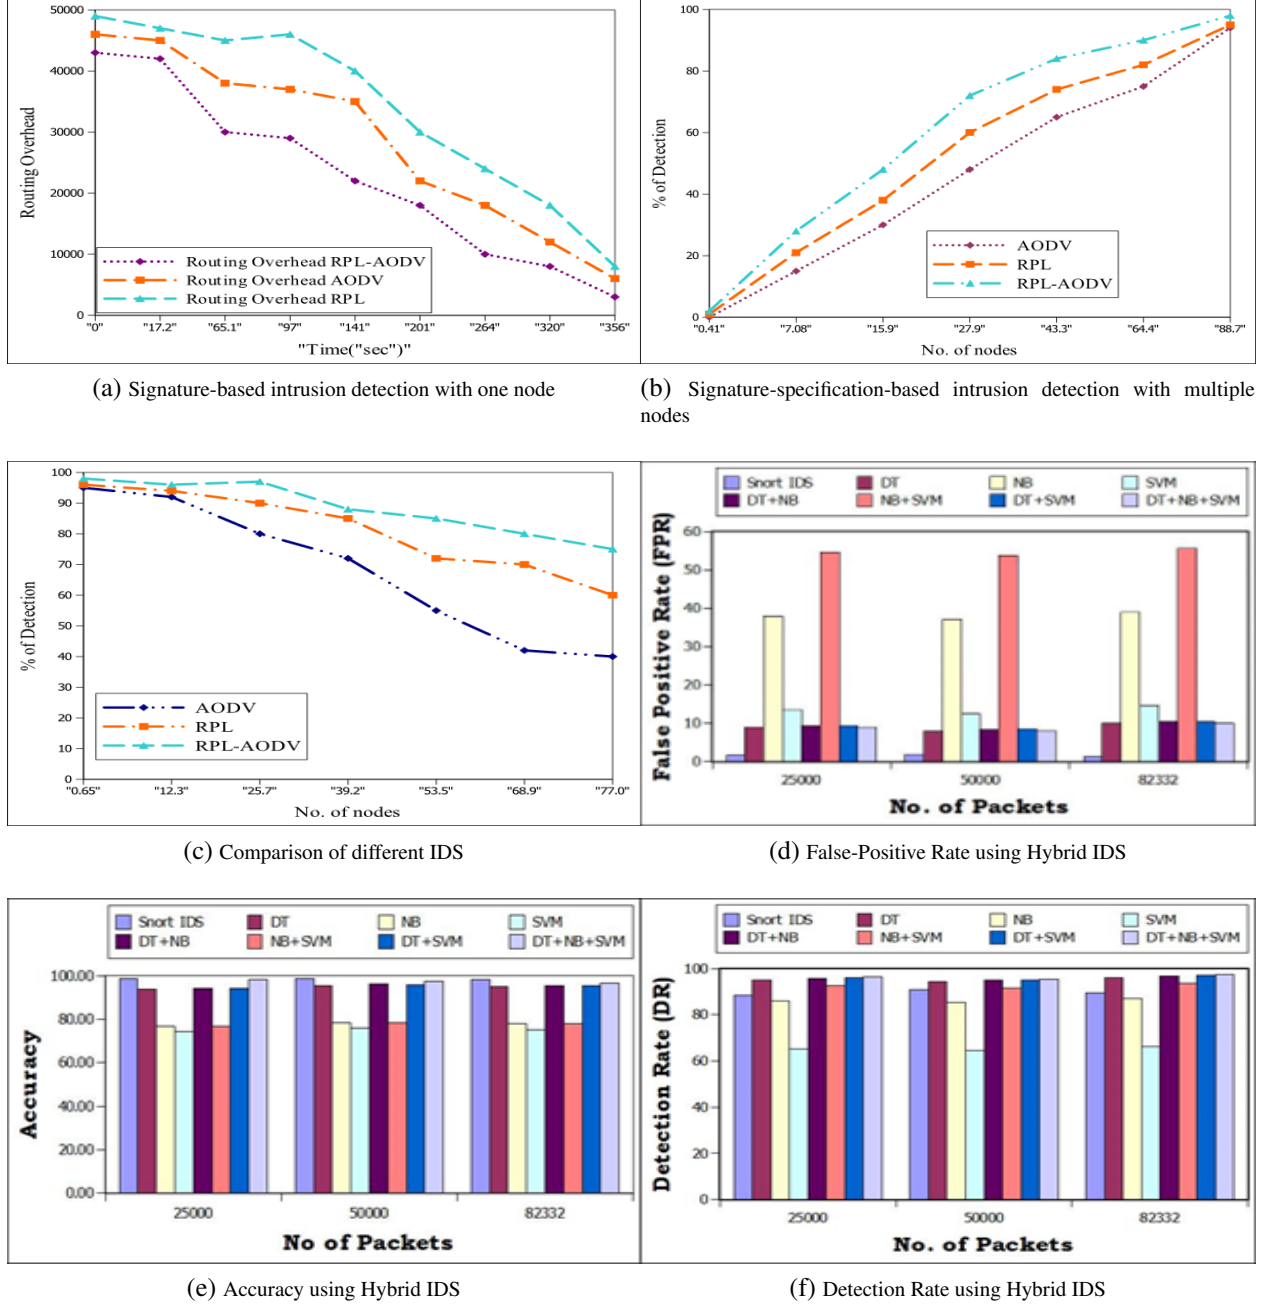 50000
40000
30000
20000
10000
0
Routing Overhead
Routing Overhead RPL-AODV
Routing Overhead AODV
Routing Overhead RPL
"0" "17.2" "65.1" "97" "141" "201" "264" "320" "356"
"Time("sec")"
(a) Signature-based intrusion detection with one node
100
80
60
40
20
0
% of Detection
AODV
RPL
RPL-AODV
"0.41" "7.08" "15.9" "27.9" "43.3" "64.4" "88.7"
No. of nodes
(b) Signature-specification-based intrusion detection with multiple
nodes
100
90
80
70
60
50
40
30
20
10
0
% of Detection
AODV
RPL
RPL-AODV
"0.65" "12.3" "25.7" "39.2" "53.5" "68.9" "77.0"
No. of nodes
(c) Comparison of different IDS
Snort IDS DT NB SVM
DT+NB NB+SVM DT+SVM DT+NB+SVM
60
50
40
30
20
10
0
False Positive Rate (FPR)
25000 50000 82332
No. of Packets
(d) False-Positive Rate using Hybrid IDS
Snort IDS DT NB SVM
DT+NB NB+SVM DT+SVM DT+NB+SVM
100.00
80.00
60.00
40.00
20.00
0.00
Accuracy
25000 50000 82332
No of Packets
(e) Accuracy using Hybrid IDS
Snort IDS DT NB SVM
DT+NB NB+SVM DT+SVM DT+NB+SVM
100
80
60
40
20
0
Detection Rate (DR)
25000 50000 82332
No. of Packets
(f) Detection Rate using Hybrid IDS